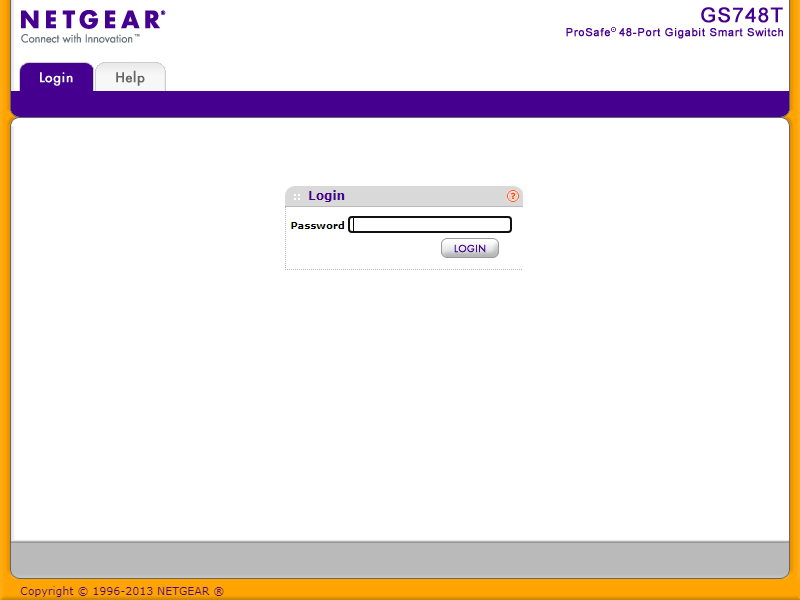 NETGEAR®
Connect with Innovation™
GS748T
ProSafe® 48-Port Gigabit Smart Switch
Login
Help
Login
?
Password
LOGIN
Copyright © 1996-2013 NETGEAR ®